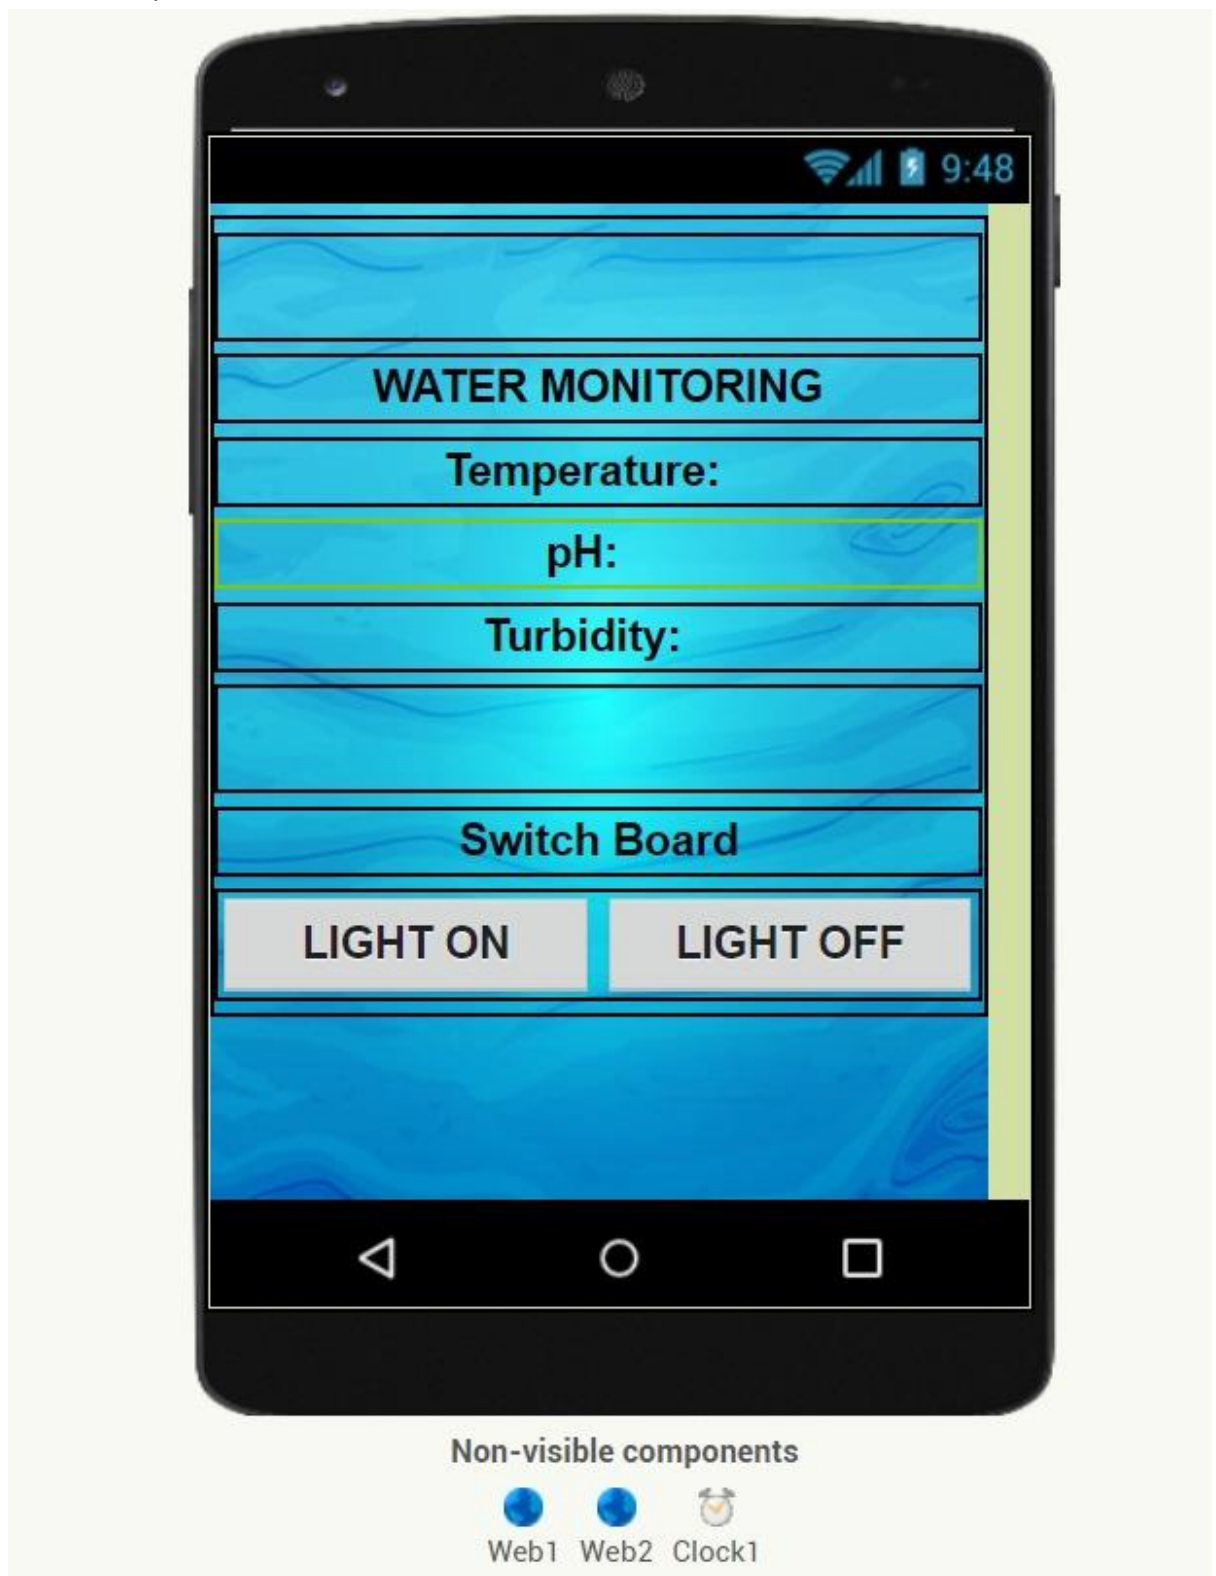 9:48
WATER MONITORING
Temperature:
pH:
Turbidity:
Switch Board
LIGHT ON LIGHT OFF
Non-visible components
Web1 Web2 Clock1